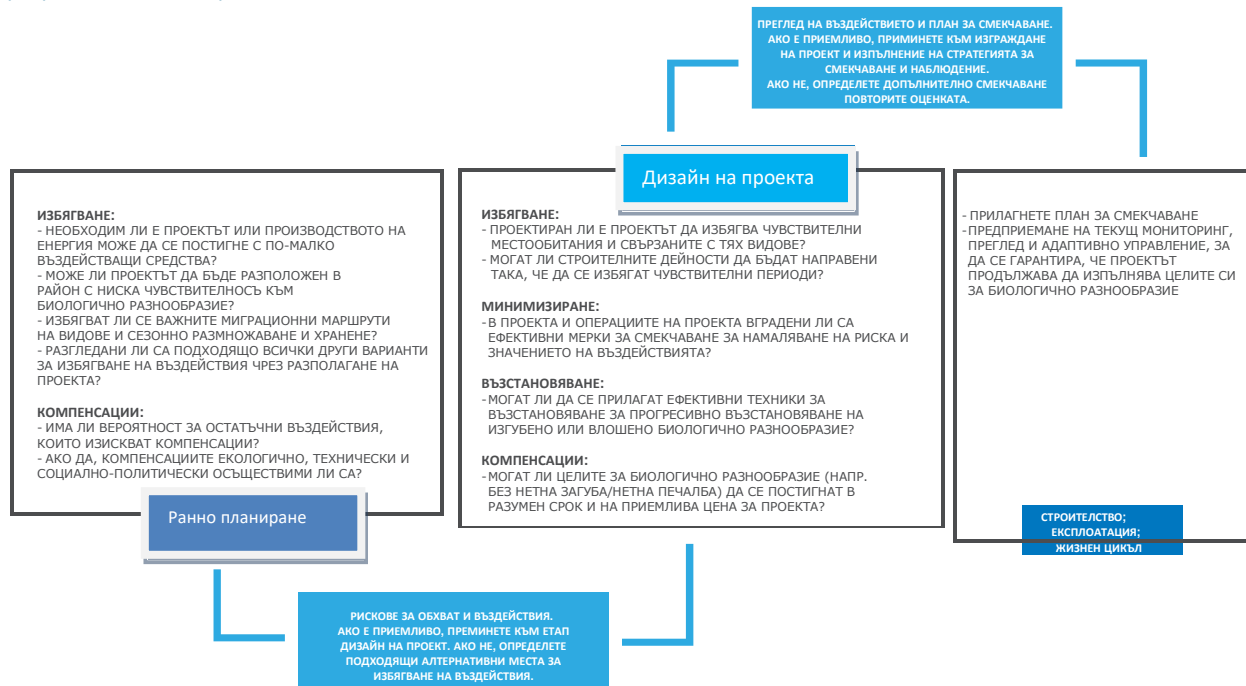 ПРЕГЛЕД НА ВЪЗДЕЙСТВИЕТО И ПЛАН ЗА СМЕКЧАВАНЕ.
АКО Е ПРИЕМЛИВО, ПРИМИНЕТЕ КЪМ ИЗГРАЖДАНЕ
НА ПРОЕКТ И ИЗПЪЛНЕНИЕ НА СТРАТЕГИЯТА ЗА
СМЕКЧАВАНЕ И НАБЛЮДЕНИЕ.
АКО НЕ, ОПРЕДЕЛЕТЕ ДОПЪЛНИТЕЛНО СМЕКЧАВАНЕ
ПОВТОРИТЕ ОЦЕНКАТА.
ИЗБЯГВАНЕ:
- НЕОБХОДИМ ЛИ Е ПРОЕКТЪТ ИЛИ ПРОИЗВОДСТВОТО НА
ЕНЕРГИЯ МОЖЕ ДА СЕ ПОСТИГНЕ С ПО-МАЛКО
ВЪЗДЕЙСТВАЩИ СРЕДСТВА?
- МОЖЕ ЛИ ПРОЕКТЪТ ДА БЪДЕ РАЗПОЛОЖЕН В
РАЙОН С НИСКА ЧУВСТВИТЕЛНОСЪ КЪМ
БИОЛОГИЧНО РАЗНООБРАЗИЕ?
- ИЗБЯГВАТ ЛИ СЕ ВАЖНИТЕ МИГРАЦИОННИ МАРШРУТИ
НА ВИДОВЕ И СЕЗОННО РАЗМНОЖАВАНЕ И ХРАНЕНЕ?
- РАЗГЛЕДАНИ ЛИ СА ПОДХОДЯЩО ВСИЧКИ ДРУГИ ВАРИАНТИ
ЗА ИЗБЯГВАНЕ НА ВЪЗДЕЙСТВИЯ ЧРЕЗ РАЗПОЛАГАНЕ НА
ПРОЕКТА?
КОМПЕНСАЦИИ:
- ИМА ЛИ ВЕРОЯТНОСТ ЗА ОСТАТЪЧНИ ВЪЗДЕЙСТВИЯ,
КОИТО ИЗИСКВАТ КОМПЕНСАЦИИ?
- АКО ДА, КОМПЕНСАЦИИТЕ ЕКОЛОГИЧНО, ТЕХНИЧЕСКИ И
СОЦИАЛНО-ПОЛИТИЧЕСКИ ОСЪЩЕСТВИМИ ЛИ СА?
Ранно планиране
Дизайн на проекта
ИЗБЯГВАНЕ:
- ПРОЕКТИРАН ЛИ Е ПРОЕКТЪТ ДА ИЗБЯГВА ЧУВСТВИТЕЛНИ
МЕСТООБИТАНИЯ И СВЪРЗАНИТЕ С ТЯХ ВИДОВЕ?
- МОГАТ ЛИ СТРОИТЕЛНИТЕ ДЕЙНОСТИ ДА БЪДАТ НАПРАВЕНИ
ТАКА, ЧЕ ДА СЕ ИЗБЯГАТ ЧУВСТВИТЕЛНИ ПЕРИОДИ?
МИНИМИЗИРАНЕ:
- В ПРОЕКТА И ОПЕРАЦИИТЕ НА ПРОЕКТА ВГРАДЕНИ ЛИ СА
ЕФЕКТИВНИ МЕРКИ ЗА СМЕКЧАВАНЕ ЗА НАМАЛЯВАНЕ НА РИСКА И
ЗНАЧЕНИЕТО НА ВЪЗДЕЙСТВИЯТА?
ВЪЗСТАНОВЯВАНЕ:
- МОГАТ ЛИ ДА СЕ ПРИЛАГАТ ЕФЕКТИВНИ ТЕХНИКИ ЗА
ВЪЗСТАНОВЯВАНЕ ЗА ПРОГРЕСИВНО ВЪЗСТАНОВЯВАНЕ НА
ИЗГУБЕНО ИЛИ ВЛОШЕНО БИОЛОГИЧНО РАЗНООБРАЗИЕ?
КОМПЕНСАЦИИ:
- МОГАТ ЛИ ЦЕЛИТЕ ЗА БИОЛОГИЧНО РАЗНООБРАЗИЕ (НАПР.
БЕЗ НЕТНА ЗАГУБА/НЕТНА ПЕЧАЛБА) ДА СЕ ПОСТИГНАТ В
РАЗУМЕН СРОК И НА ПРИЕМЛИВА ЦЕНА ЗА ПРОЕКТА?
- ПРИЛАГНЕТЕ ПЛАН ЗА СМЕКЧАВАНЕ
- ПРЕДПРИЕМАНЕ НА ТЕКУЩ МОНИТОРИНГ,
ПРЕГЛЕД И АДАПТИВНО УПРАВЛЕНИЕ, ЗА
ДА СЕ ГАРАНТИРА, ЧЕ ПРОЕКТЪТ
ПРОДЪЛЖАВА ДА ИЗПЪЛНЯВА ЦЕЛИТЕ СИ
ЗА БИОЛОГИЧНО РАЗНООБРАЗИЕ
СТРОИТЕЛСТВО;
ЕКСПЛОАТАЦИЯ;
ЖИЗНЕН ЦИКЪЛ
РИСКОВЕ ЗА ОБХВАТ И ВЪЗДЕЙСТВИЯ.
АКО Е ПРИЕМЛИВО, ПРЕМИНЕТЕ КЪМ ЕТАП
ДИЗАЙН НА ПРОЕКТ. АКО НЕ, ОПРЕДЕЛЕТЕ
ПОДХОДЯЩИ АЛТЕРНАТИВНИ МЕСТА ЗА
ИЗБЯГВАНЕ НА ВЪЗДЕЙСТВИЯ.